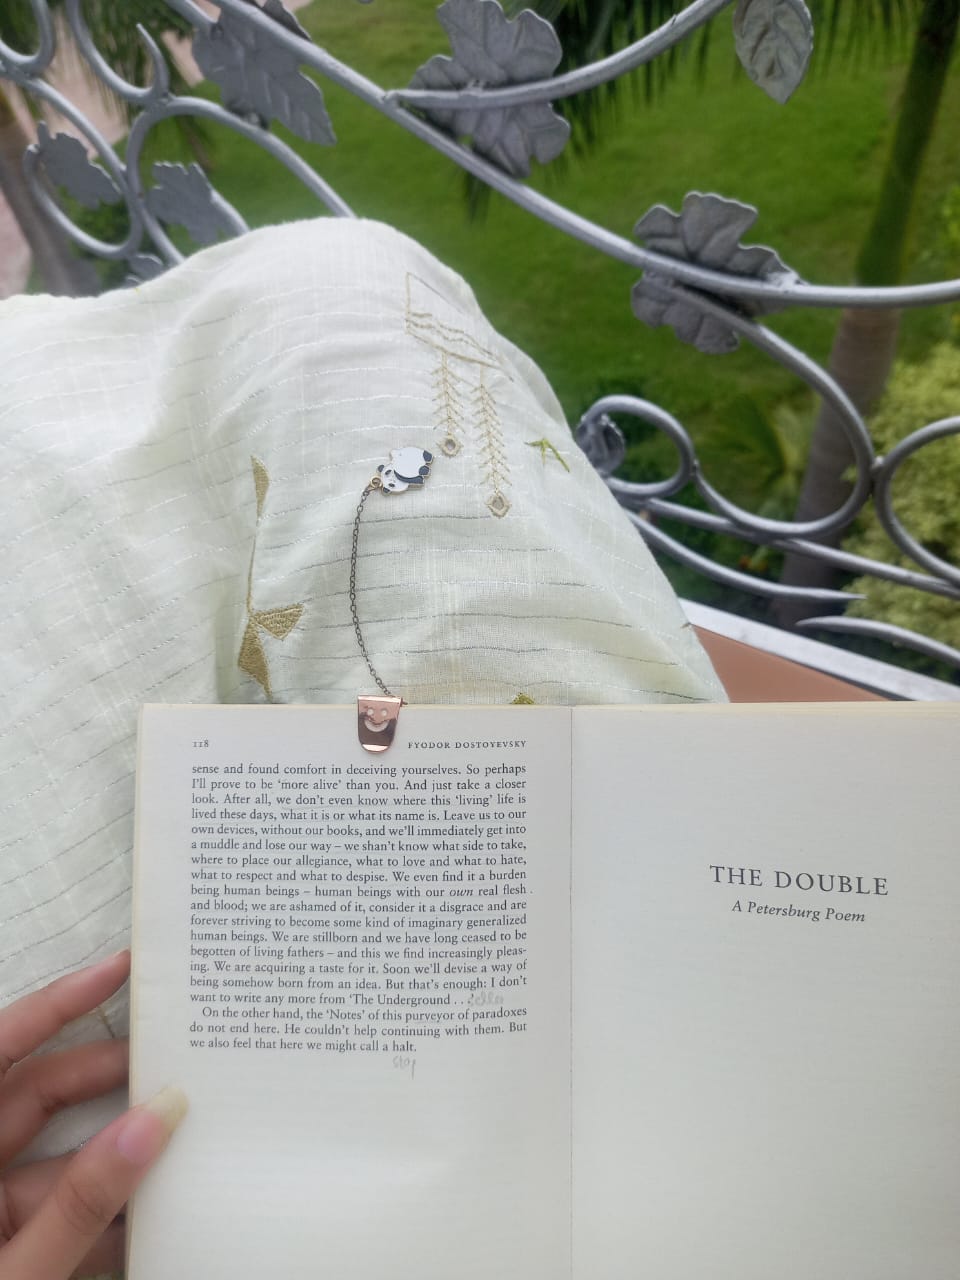 118
FYODOR DOSTOYEVSKY
sense and found comfort in deceiving yourselves. So perhaps
I'll prove to be 'more alive' than you. And just take a closer
look. After all, we don't even know where this 'living' life is
lived these days, what it is or what its name is. Leave us to our
own devices, without our books, and we'll immediately get into
a muddle and lose our way – we shan't know what side to take,
where to place our allegiance, what to love and what to hate,
what to respect and what to despise. We even find it a burden
being human beings – human beings with our own real flesh
and blood; we are ashamed of it, consider it a disgrace and are
forever striving to become some kind of imaginary generalized
human beings. We are stillborn and we have long ceased to be
begotten of living fathers – and this we find increasingly pleas-
ing. We are acquiring a taste for it. Soon we'll devise a way of
being somehow born from an idea. But that's enough: I don't
want to write any more from 'The Underground . . .'
On the other hand, the 'Notes' of this purveyor of paradoxes
do not end here. He couldn't help continuing with them. But
we also feel that here we might call a halt.
stop
THE DOUBLE
A Petersburg Poem